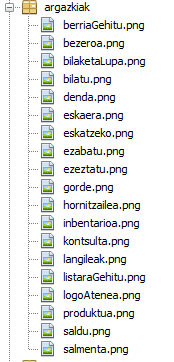 argazkiak
berriaGehitu.png
bezeroa.png
bilaketaLupa.png
bilatu.png
denda.png
eskaera.png
eskatzeko.png
ezabatu.png
ezeztatu.png
gorde.png
hornitzailea.png
inbentarioa.png
kontsulta.png
langileak.png
listaraGehitu.png
logoAtenea.png
produktua.png
saldu.png
salmenta.png